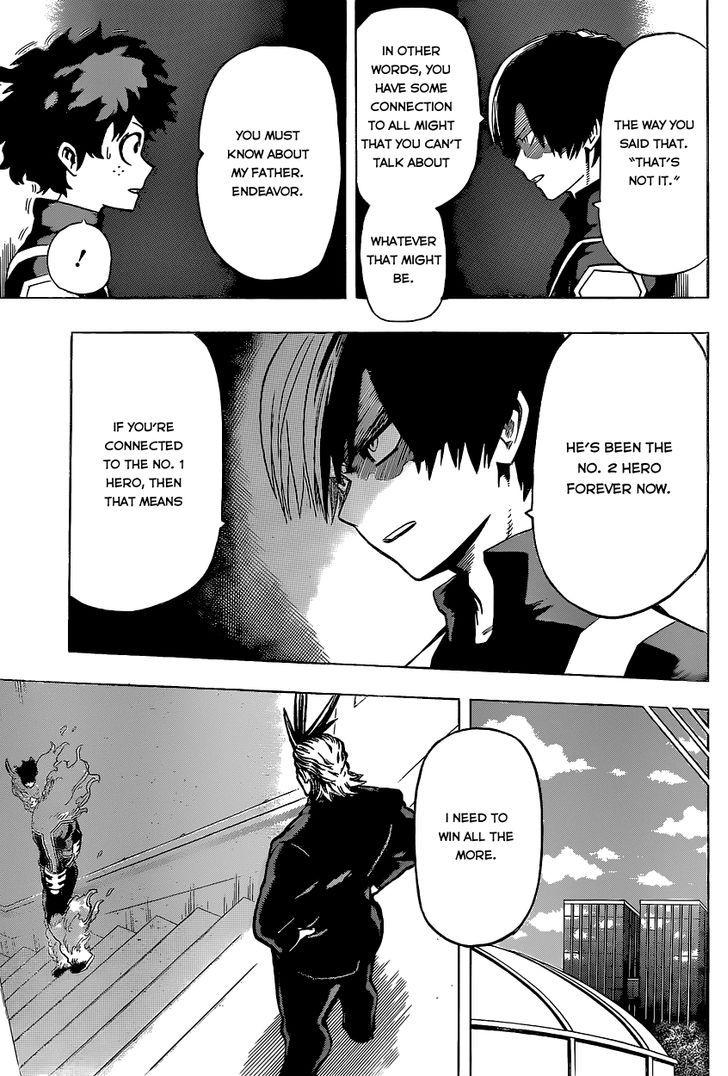 THE WAY YOU
SAID THAT.
"THAT'S
NOT IT."
IN OTHER
WORDS, YOU
HAVE SOME
CONNECTION
TO ALL MIGHT
THAT YOU CAN'T
TALK ABOUT
WHATEVER
THAT MIGHT
BE.
YOU MUST
KNOW ABOUT
MY FATHER.
ENDEAVOR.
!
HE'S BEEN THE
NO. 2 HERO
FOREVER NOW.
IF YOU'RE
CONNECTED
TO THE NO. 1
HERO, THEN
THAT MEANS
I NEED TO
WIN ALL THE
MORE.